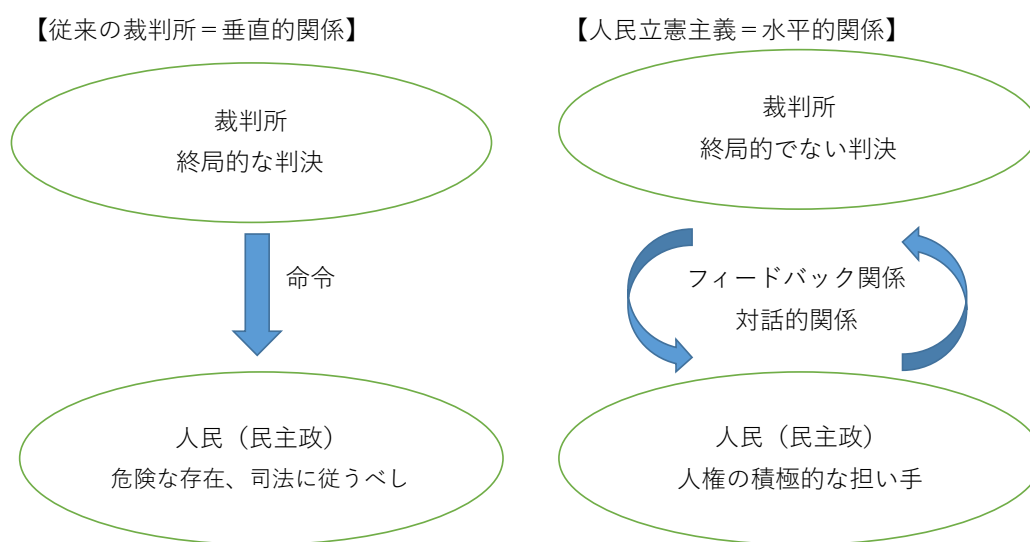 【従来の裁判所＝垂直的関係】
裁判所
終局的な判決
命令
人民（民主政）
危険な存在、司法に従うべし
【人民立憲主義＝水平的関係】
裁判所
終局的でない判決
フィードバック関係
対話的関係
人民（民主政）
人権の積極的な担い手